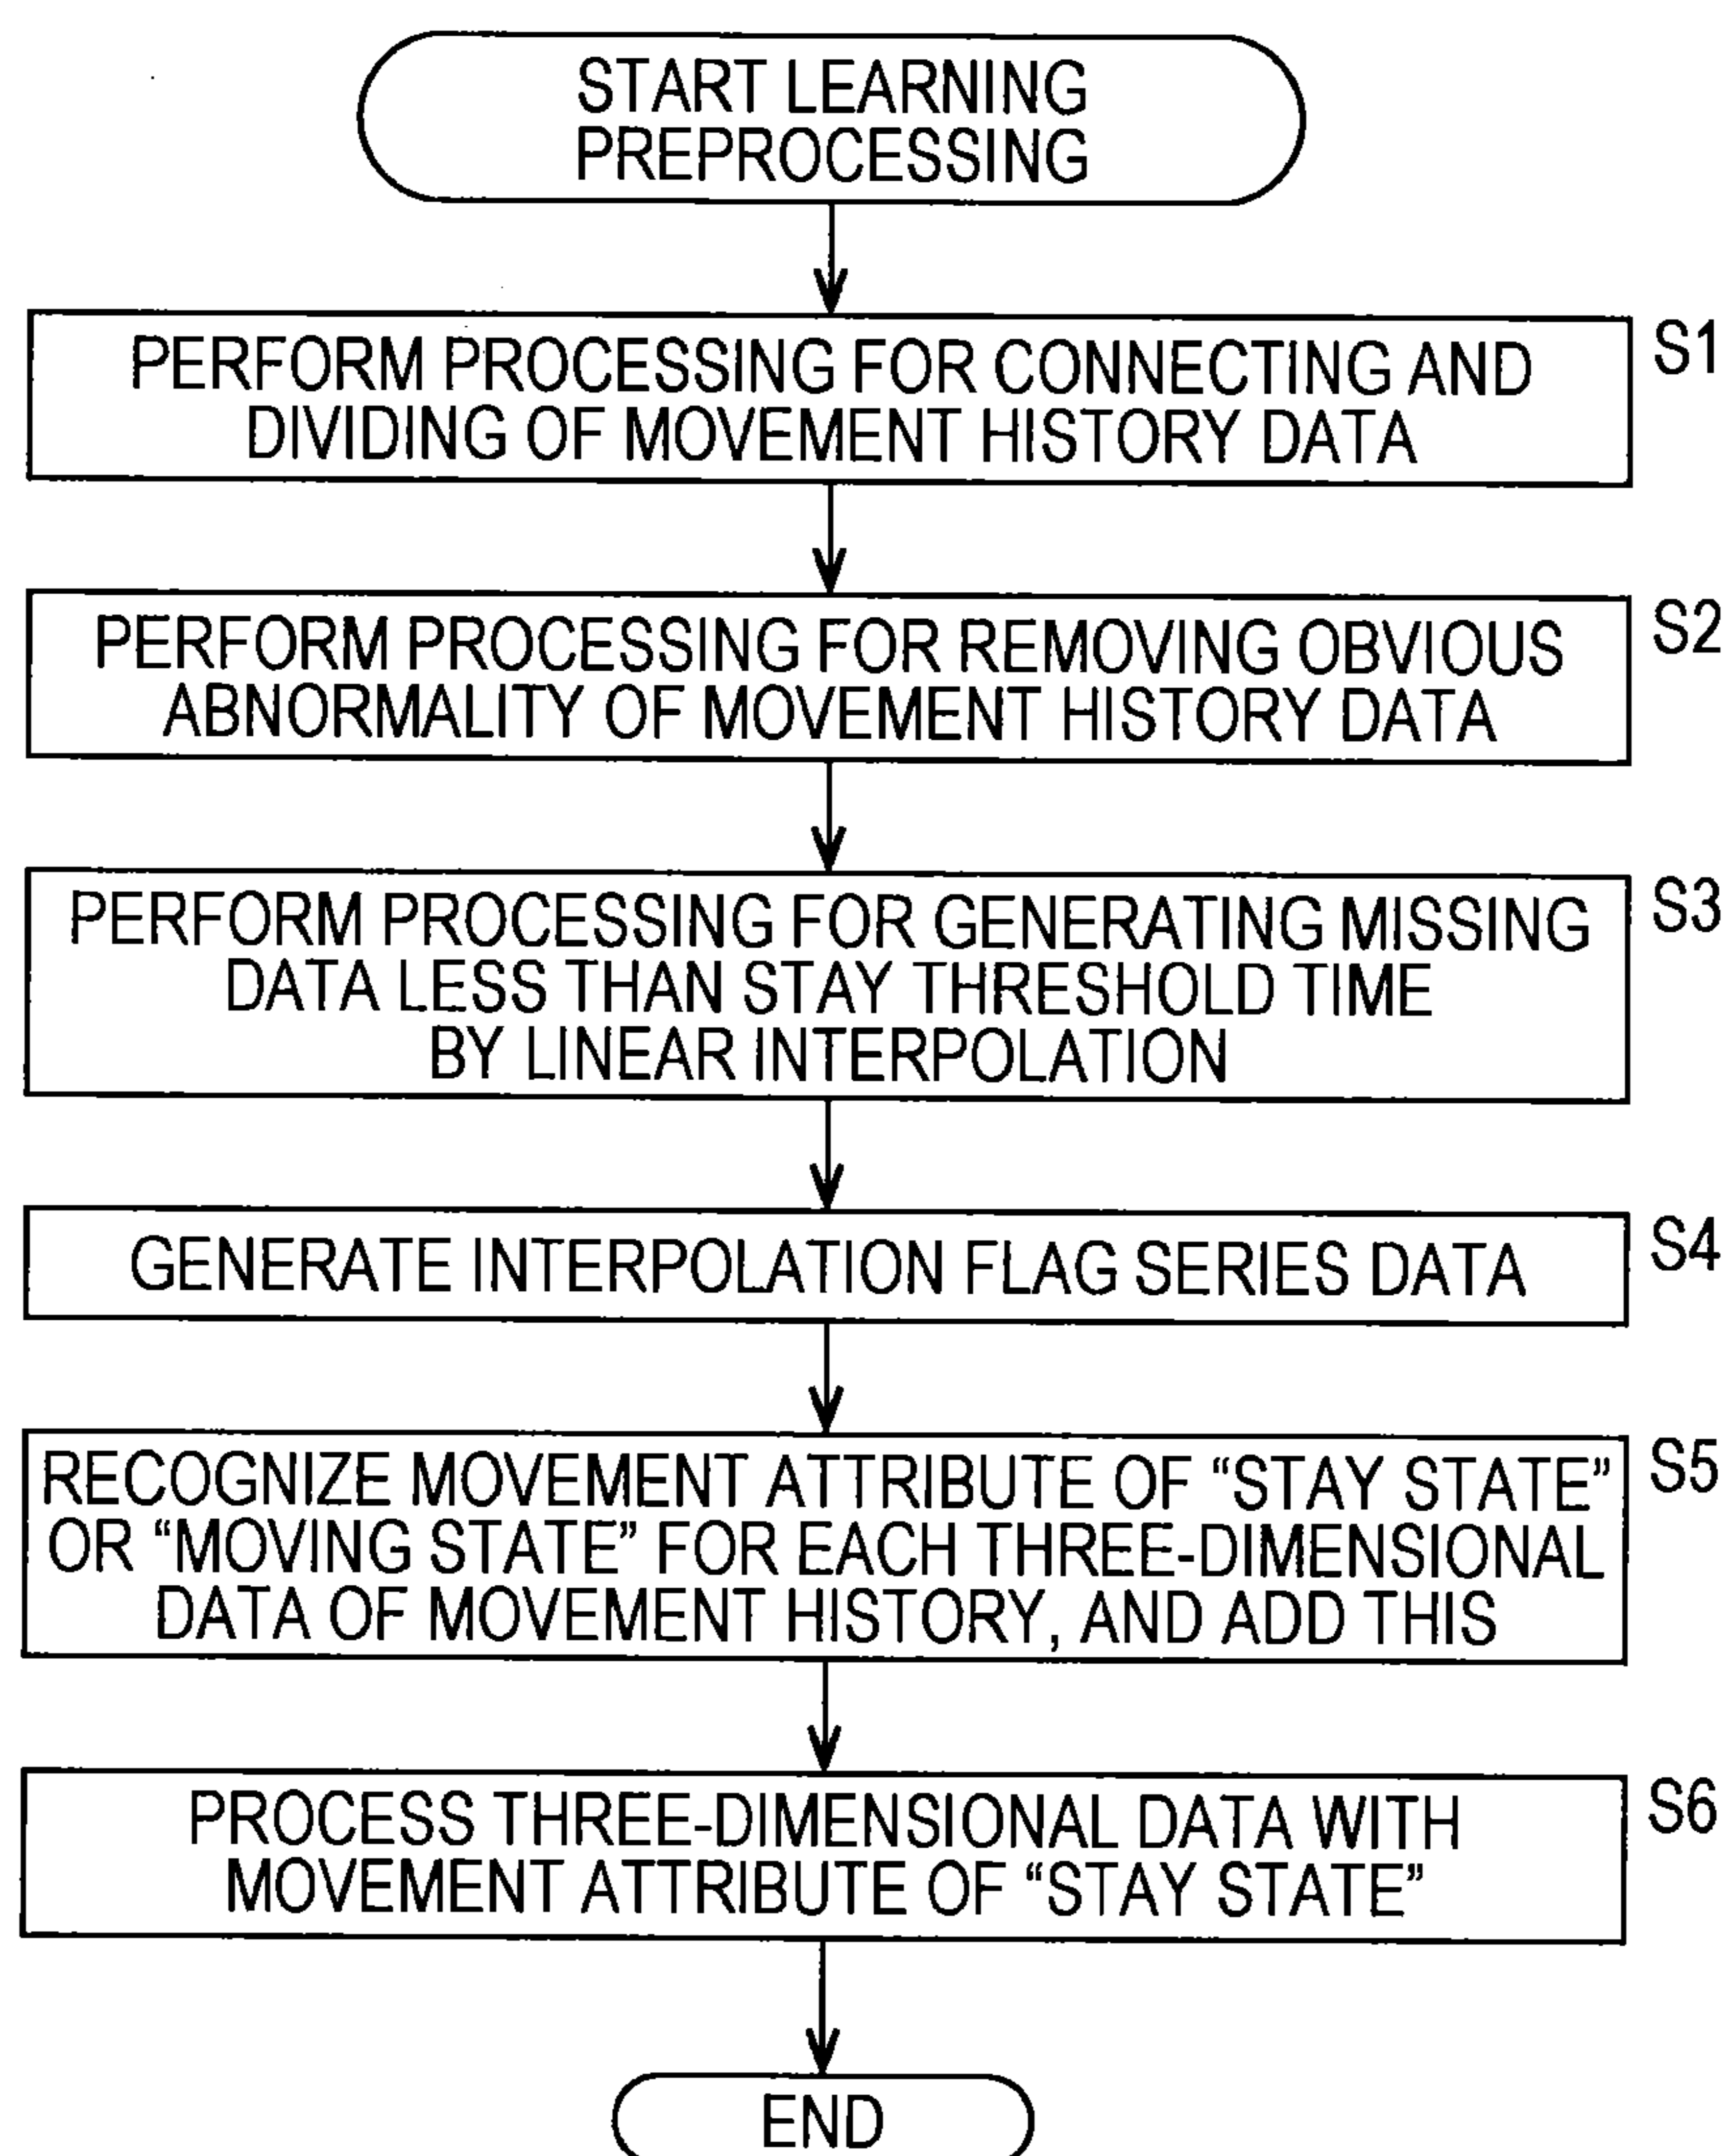 START LEARNING
PREPROCESSING
PERFORM PROCESSING FOR CONNECTING AND
DIVIDING OF MOVEMENT HISTORY DATA
S1
PERFORM PROCESSING FOR REMOVING OBVIOUS
ABNORMALITY OF MOVEMENT HISTORY DATA
S2
PERFORM PROCESSING FOR GENERATING MISSING
DATA LESS THAN STAY THRESHOLD TIME
BY LINEAR INTERPOLATION
S3
GENERATE INTERPOLATION FLAG SERIES DATA
S4
RECOGNIZE MOVEMENT ATTRIBUTE OF “STAY STATE”
OR “MOVING STATE” FOR EACH THREE-DIMENSIONAL
DATA OF MOVEMENT HISTORY, AND ADD THIS
S5
PROCESS THREE-DIMENSIONAL DATA WITH
MOVEMENT ATTRIBUTE OF “STAY STATE”
S6
END